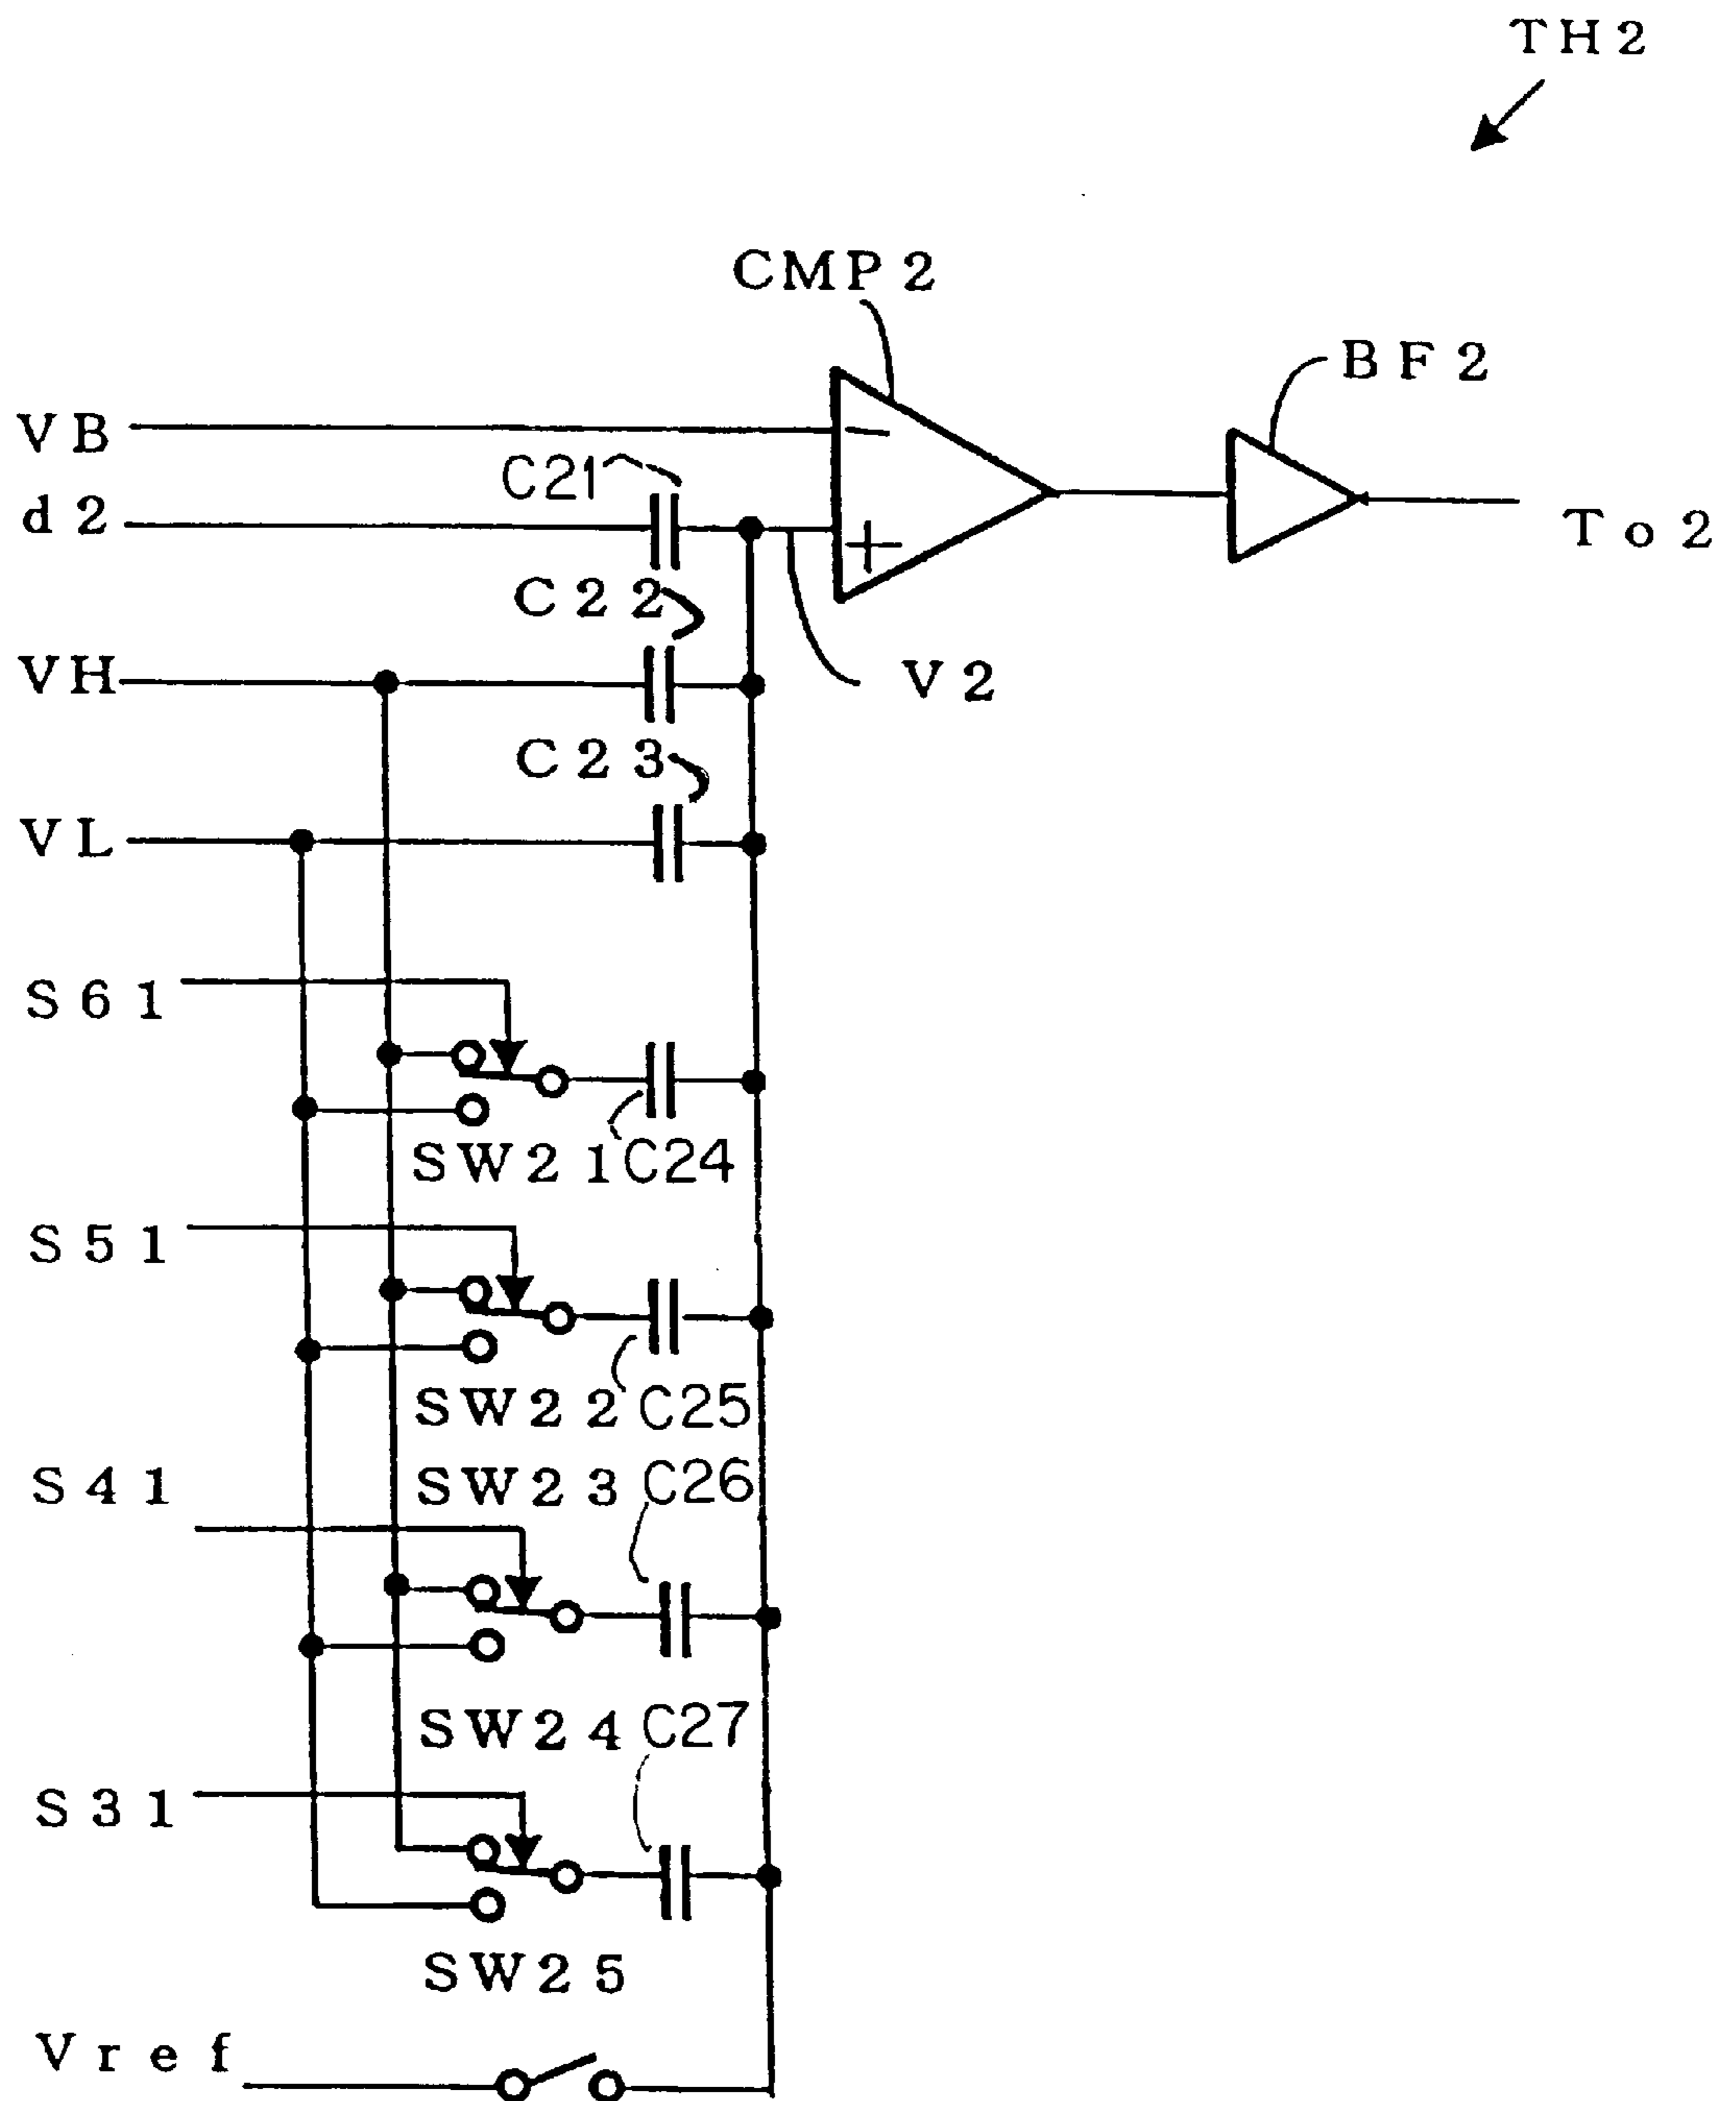 TH2
CMP2
BF2
VB
C21
d2
To2
C22
VH
V2
C23
VL
S61
SW21 C24
S51
SW22 C25
S41
SW23 C26
SW24 C27
S31
SW25
Vref